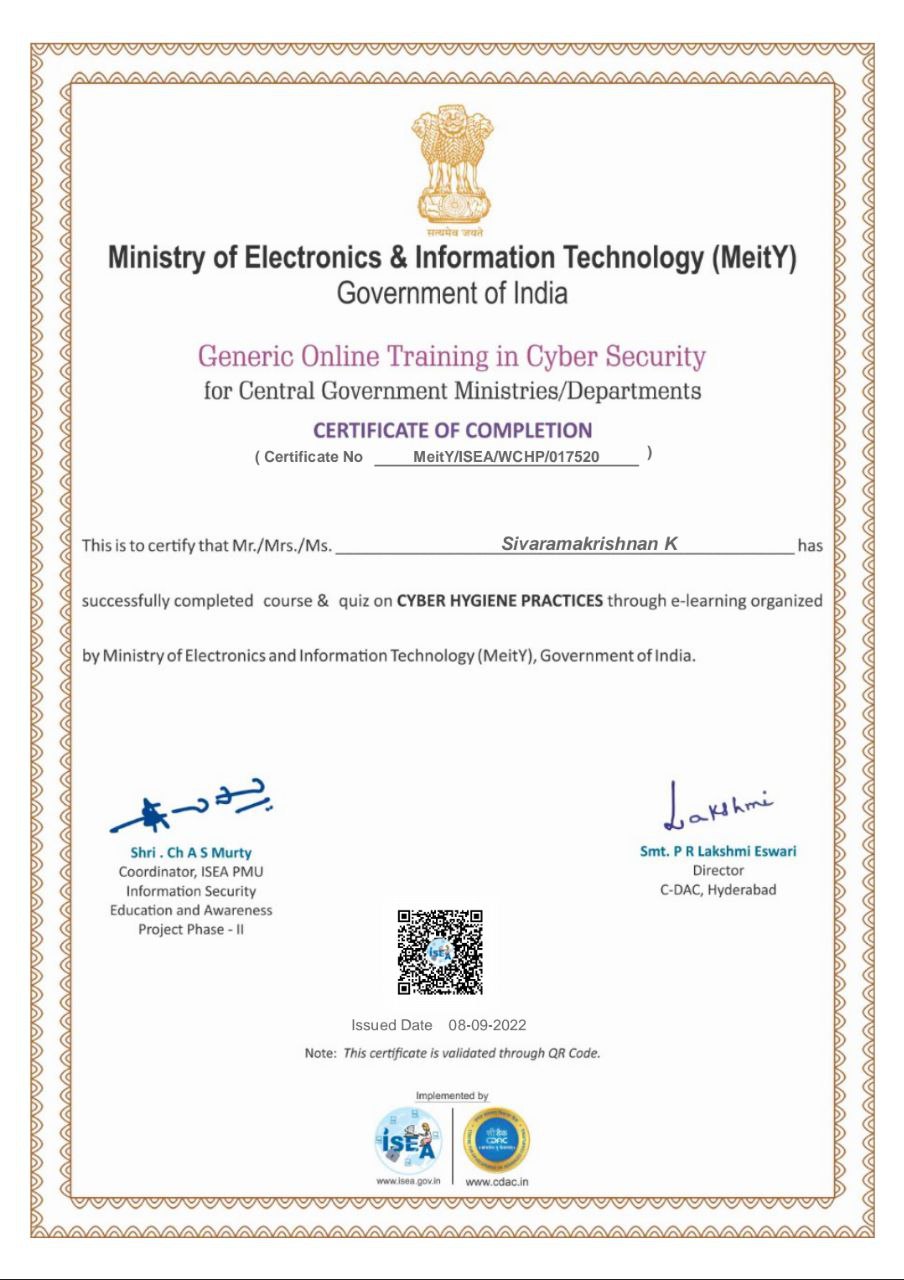 सत्यमेव जयते
Ministry of Electronics & Information Technology (MeitY)
Government of India
Generic Online Training in Cyber Security
for Central Government Ministries/Departments
CERTIFICATE OF COMPLETION
( Certificate No MeitY/ISEA/WCHP/017520 )
This is to certify that Mr./Mrs./Ms. Sivaramakrishnan K has
successfully completed course & quiz on CYBER HYGIENE PRACTICES through e-learning organized
by Ministry of Electronics and Information Technology (MeitY), Government of India.
Lakshmi
Shri . Ch A S Murty
Coordinator, ISEA PMU
Information Security
Education and Awareness
Project Phase - II
Smt. P R Lakshmi Eswari
Director
C-DAC, Hyderabad
ISEA
Issued Date 08-09-2022
Note: This certificate is validated through QR Code.
Implemented by
ISEA
सी डैक
CDAC
www.isea.gov.in
www.cdac.in